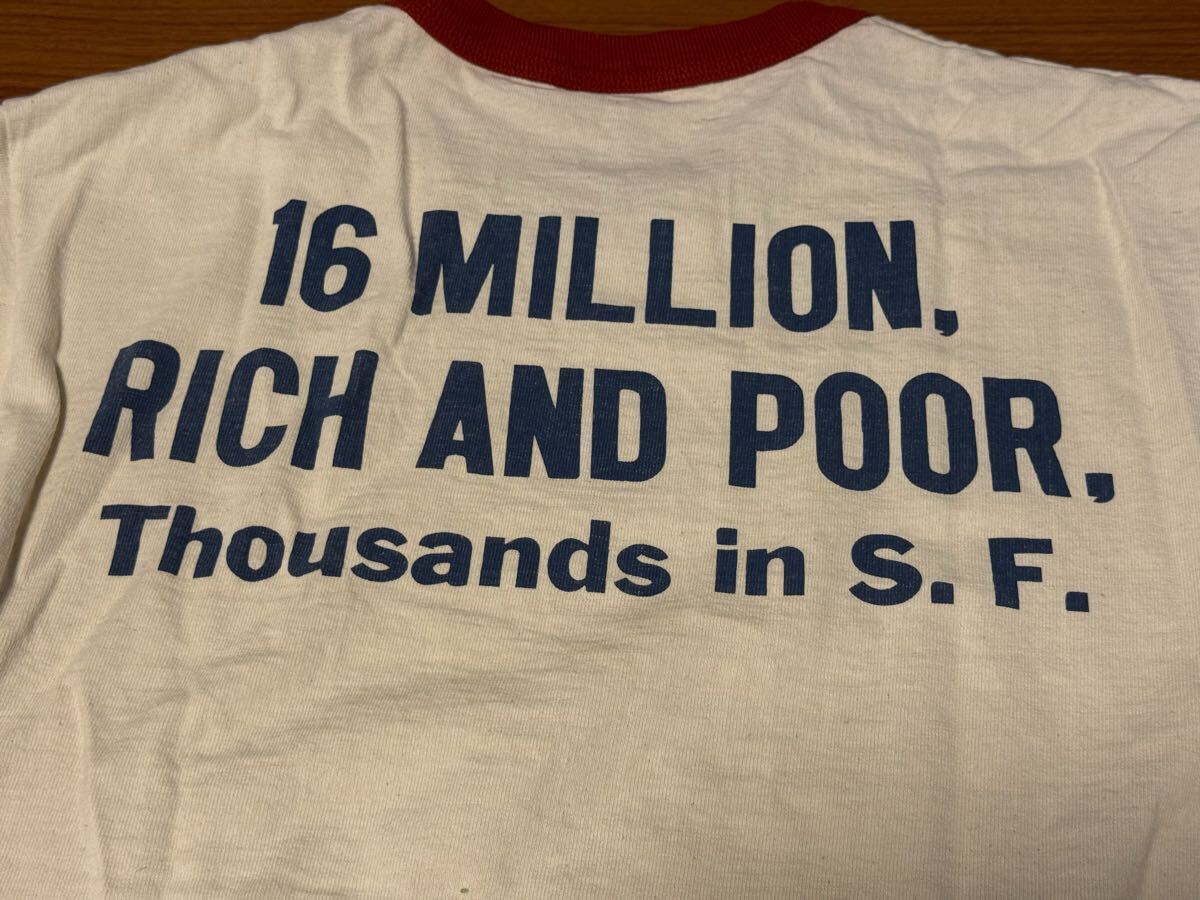 16 MILLION,
RICH AND POOR,
Thousands in S. F.